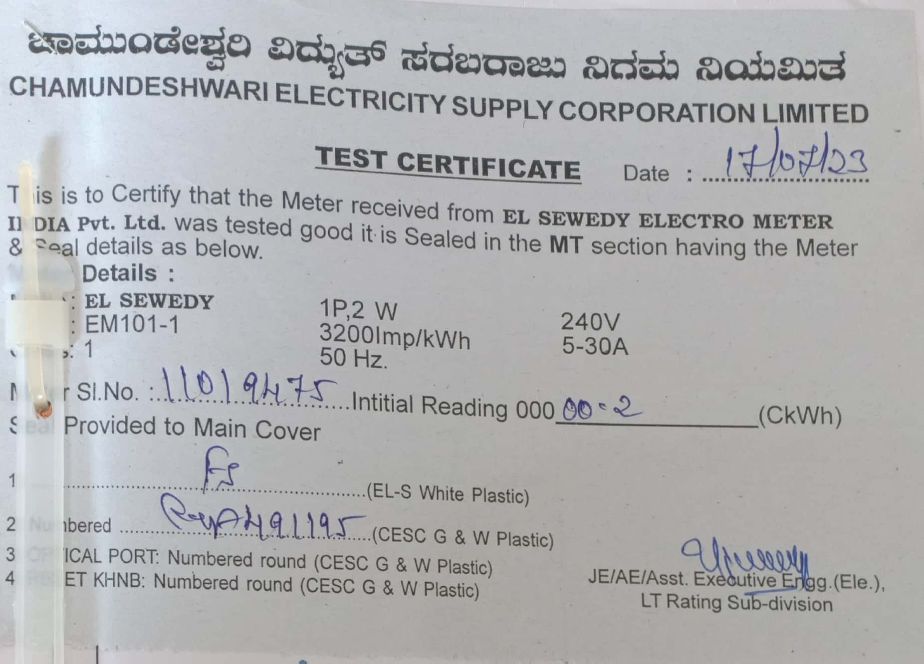 ಚಾಮುಂಡೇಶ್ವರಿ ವಿದ್ಯುತ್ ಸರಬರಾಜು ನಿಗಮ ನಿಯಮಿತ
CHAMUNDESHWARI ELECTRICITY SUPPLY CORPORATION LIMITED
TEST CERTIFICATE Date : 17/07/23
is is to Certify that the Meter received from EL SEWEDY ELECTRO METER
DIA Pvt. Ltd. was tested good it is Sealed in the MT section having the Meter
& Seal details as below.
Details :
: EL SEWEDY 1P,2 W 240V
: EM101-1 3200Imp/kWh 5-30A
: 1 50 Hz.
r Sl.No. : 11019475 Intitial Reading 000 00-2 (CkWh)
Provided to Main Cover
1 (EL-S White Plastic)
2 Numbered 491195 (CESC G & W Plastic)
3 ICAL PORT: Numbered round (CESC G & W Plastic)
4 ET KHNB: Numbered round (CESC G & W Plastic)
JE/AE/Asst. Executive Engg.(Ele.),
LT Rating Sub-division